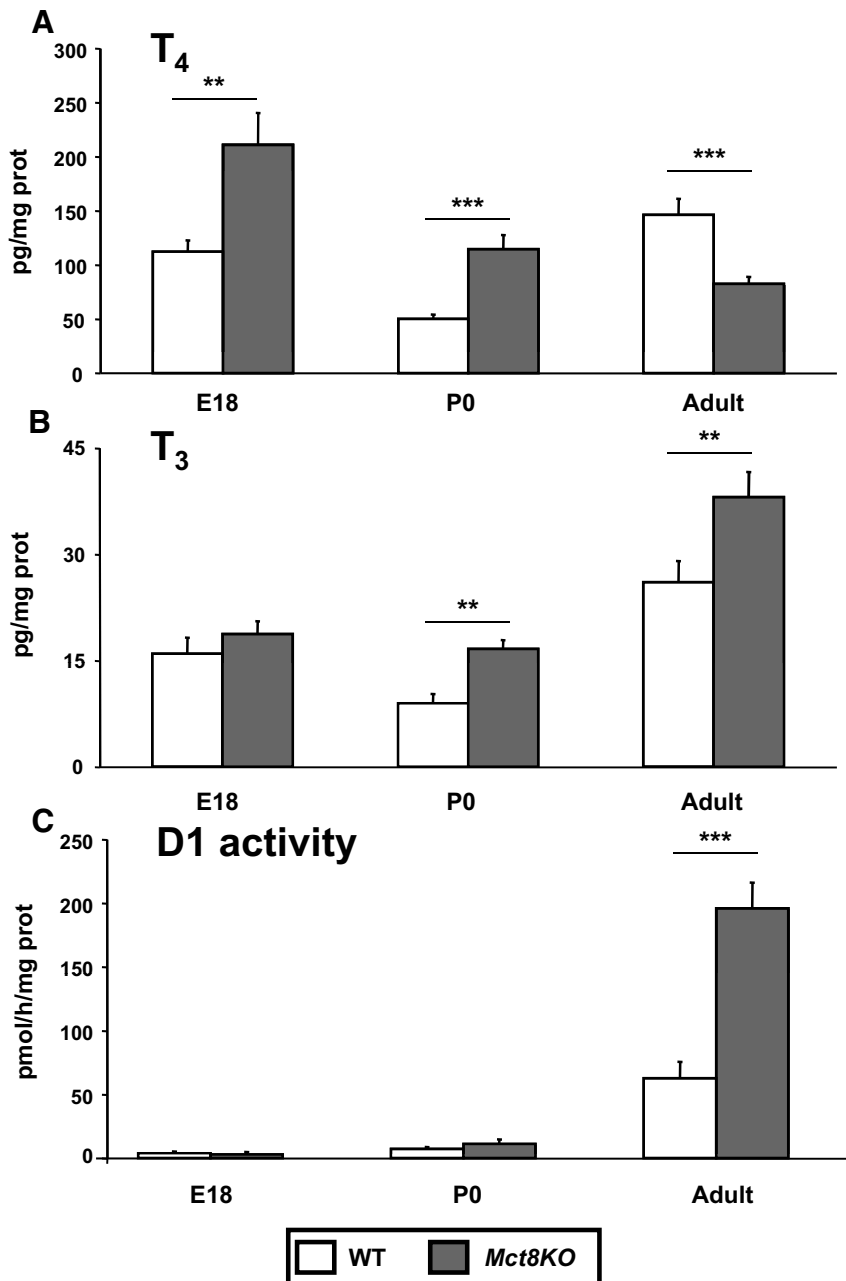 A
T4
300
250
200
150
100
50
0
pg/mg prot
**
***
***
E18 P0 Adult
B
T3
45
30
15
0
pg/mg prot
**
**
E18 P0 Adult
C
D1 activity
250
200
150
100
50
0
pmol/h/mg prot
***
E18 P0 Adult
WT Mct8KO